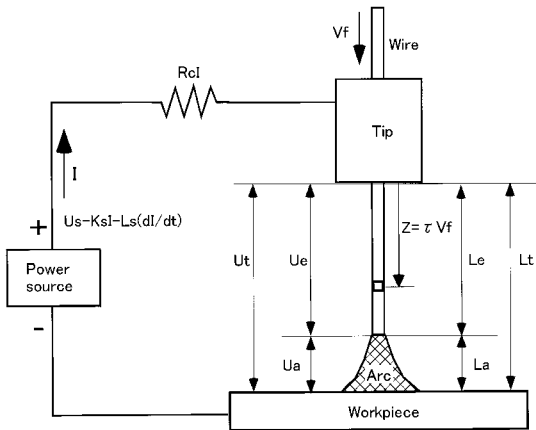 Vf
Wire
RcI
Tip
I
Us-KsI-Ls(dI/dt)
+
Z= τ Vf
Ut
Ue
Le
Lt
Power
source
-
Ua
Arc
La
Workpiece